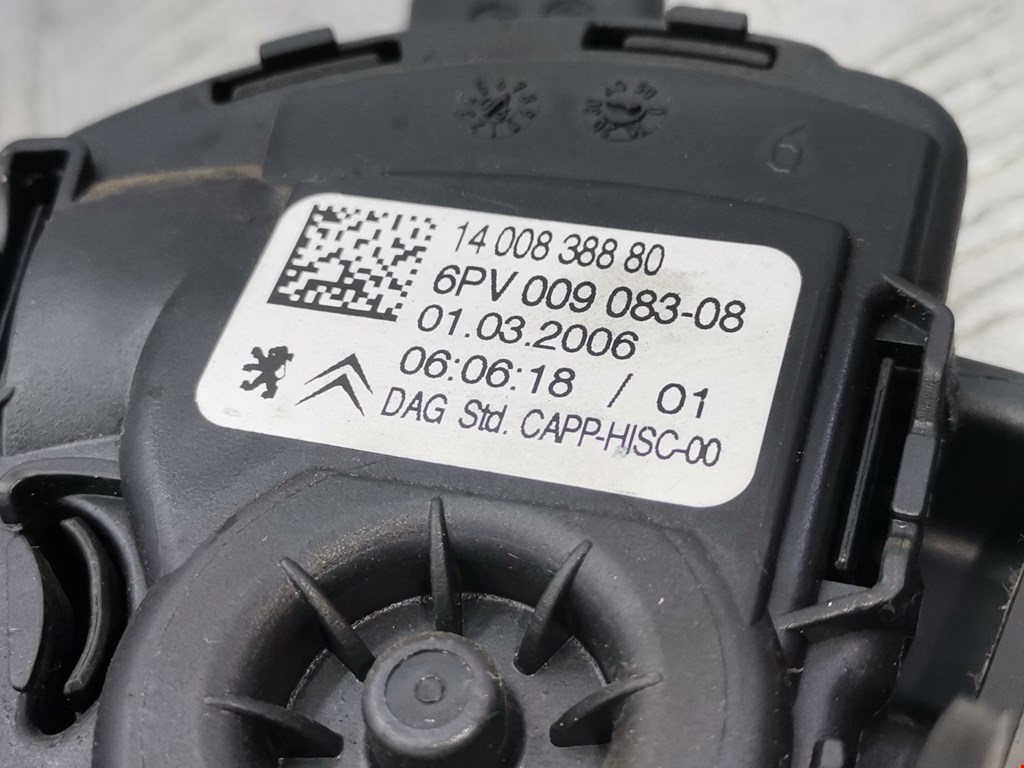 6
14 008 388 80
6PV 009 083-08
01.03.2006
06:06:18 / 01
DAG Std. CAPP-HISC-00